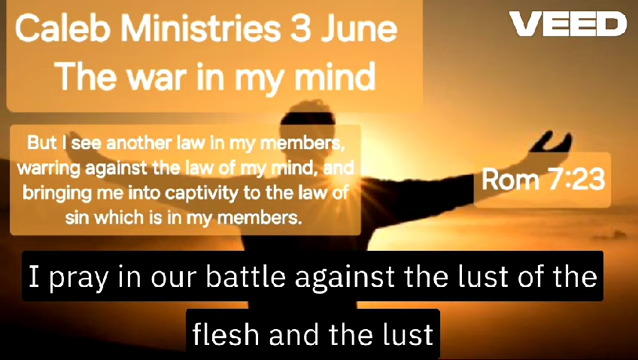 Caleb Ministries 3 June
The war in my mind
VEED
But I see another law in my members,
warring against the law of my mind, and
bringing me into captivity to the law of
sin which is in my members.
Rom 7:23
I pray in our battle against the lust of the
flesh and the lust